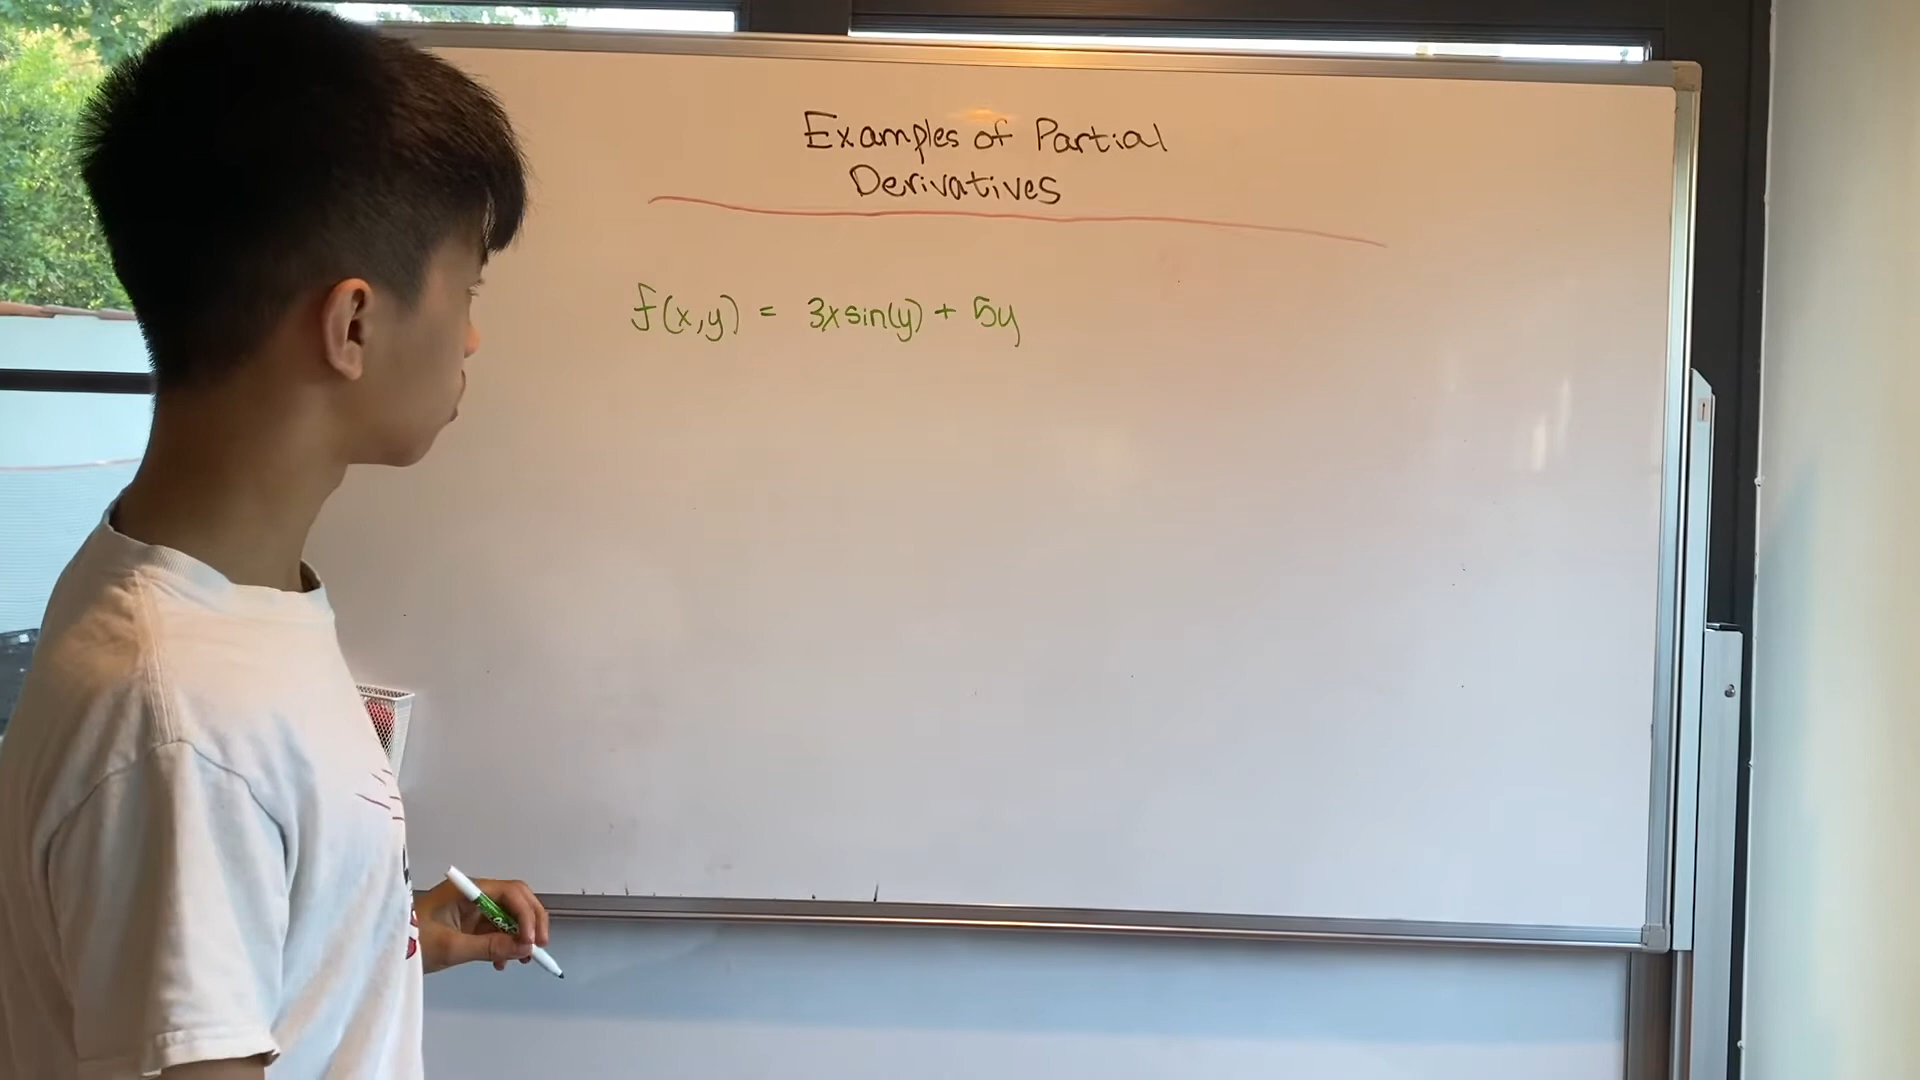 Examples of Partial
Derivatives
f(x,y) = 3x sin(y) + 5y